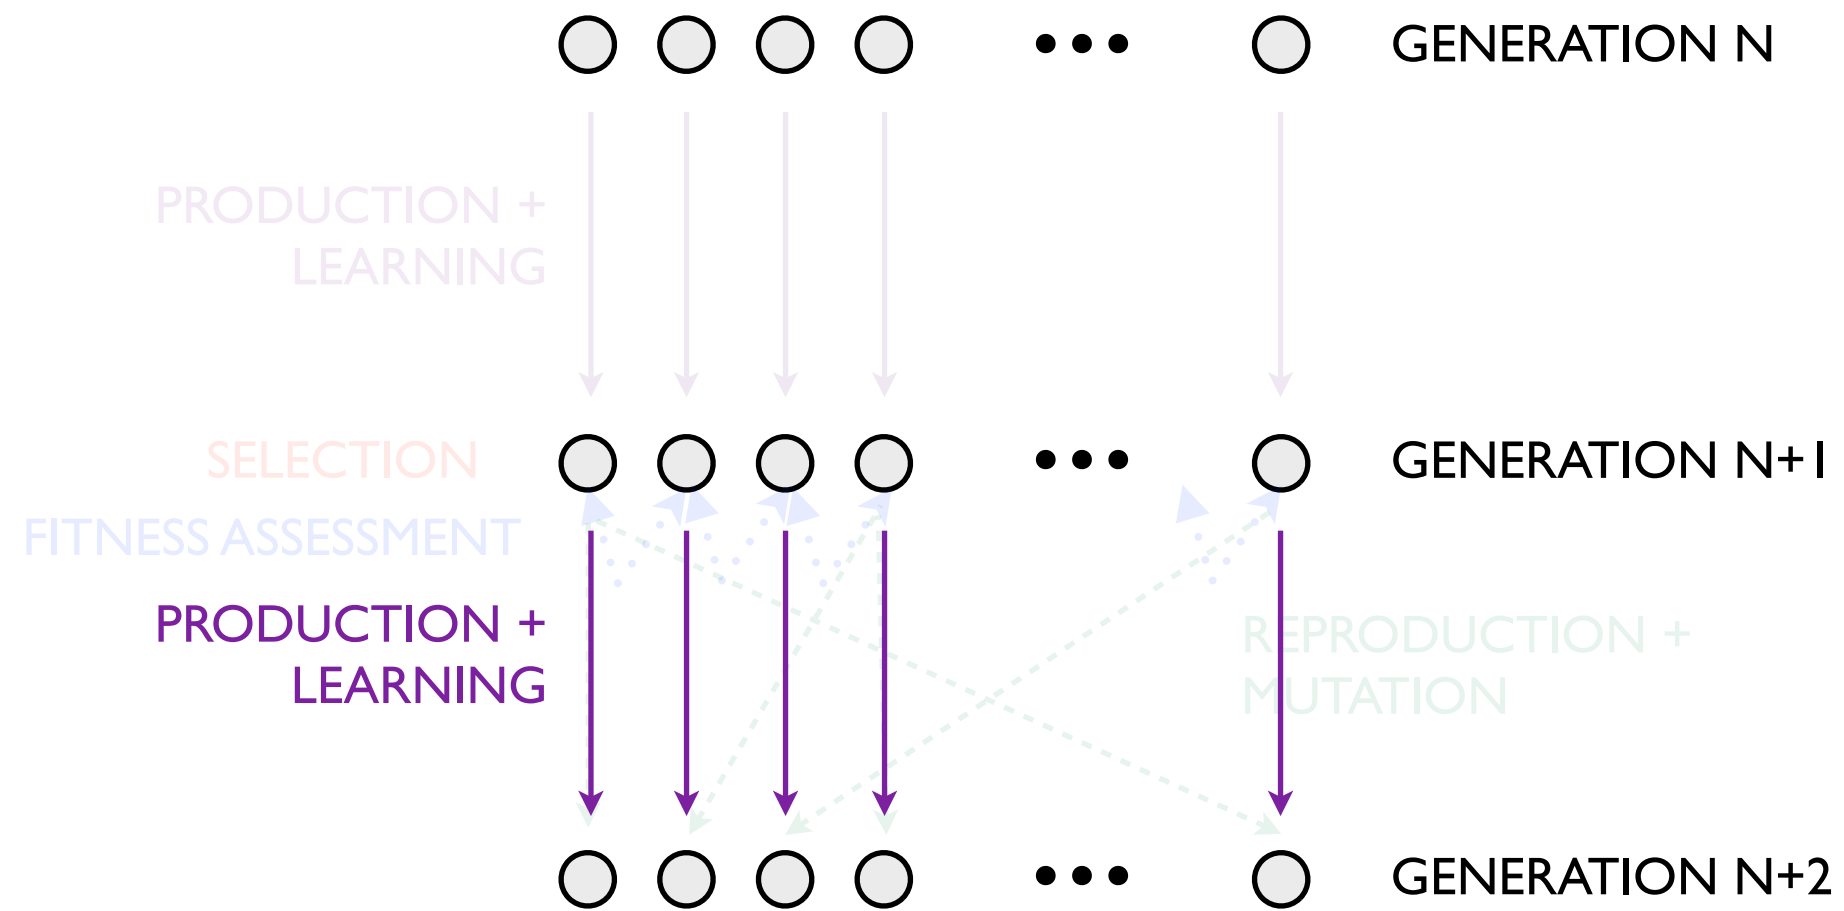 GENERATION N
PRODUCTION +
LEARNING
SELECTION
GENERATION N+1
FITNESS ASSESSMENT
PRODUCTION +
LEARNING
REPRODUCTION +
MUTATION
GENERATION N+2